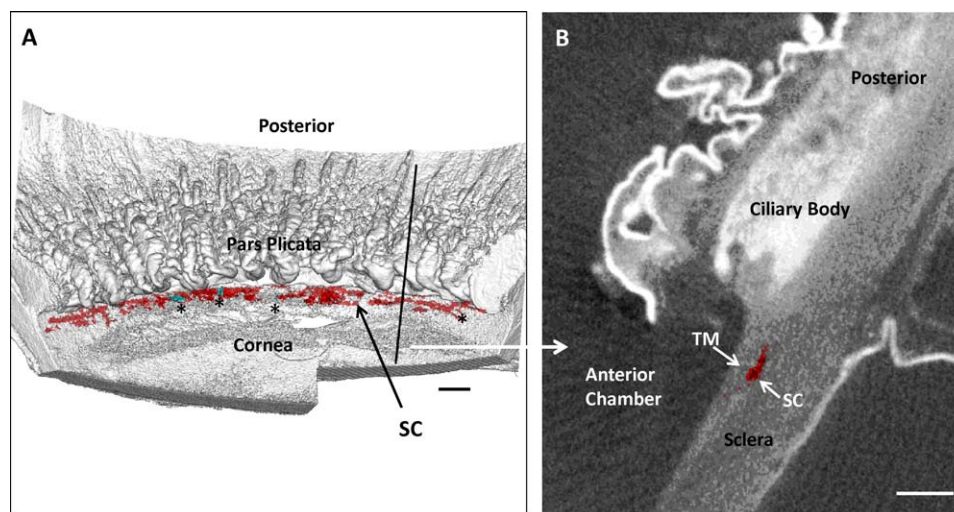 A
Posterior
Pars Plicata
*
*
*
*
Cornea
SC
B
Posterior
Ciliary Body
TM
Anterior
Chamber
SC
Sclera